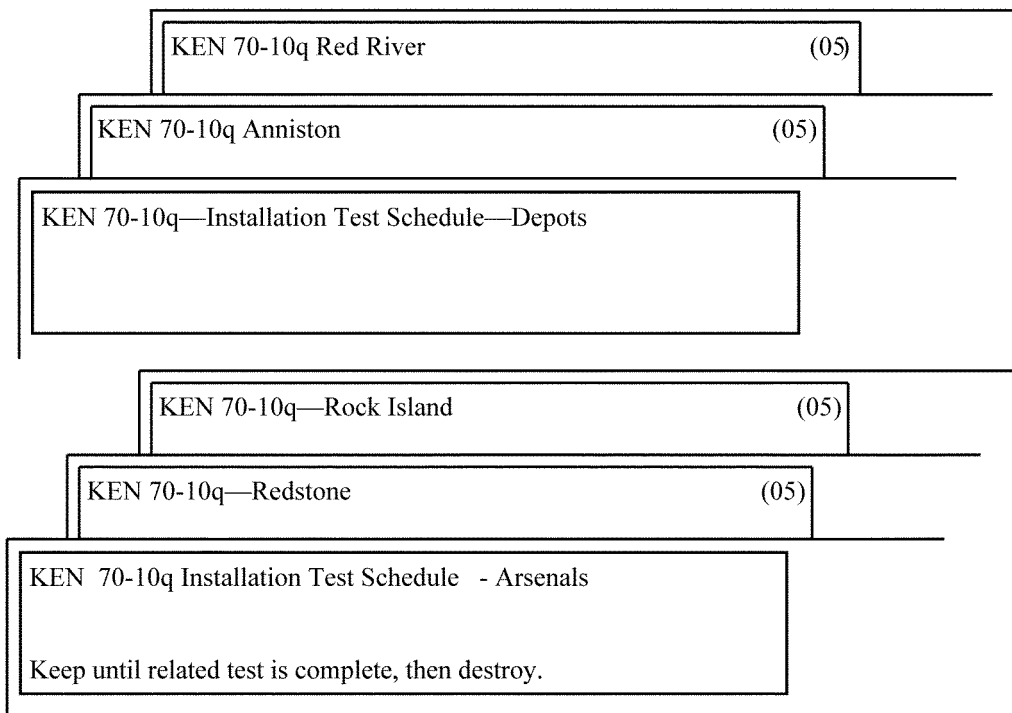 KEN 70-10q Red River (05)
KEN 70-10q Anniston (05)
KEN 70-10q—Installation Test Schedule—Depots
KEN 70-10q—Rock Island (05)
KEN 70-10q—Redstone (05)
KEN 70-10q Installation Test Schedule - Arsenals
Keep until related test is complete, then destroy.